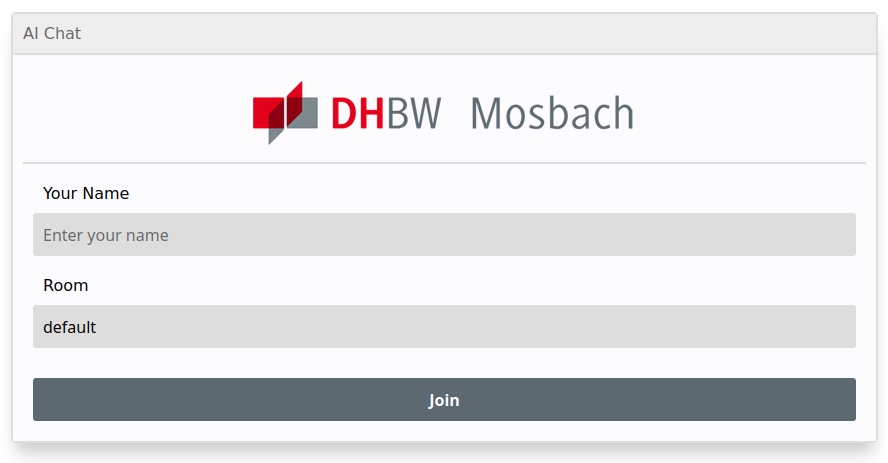 AI Chat
DHBW Mosbach
Your Name
Enter your name
Room
default
Join